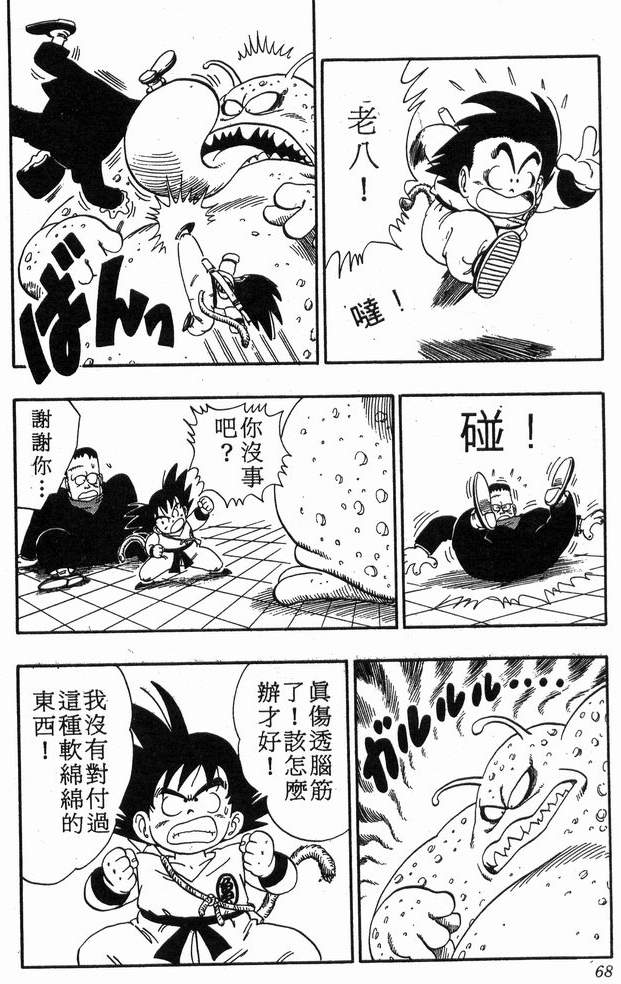 老八！
噠！
ばんっ
碰！
你沒事
吧？
謝謝你…
ガルルルル‥‥
眞傷透腦筋
了！該怎麼
辦才好！
我沒有對付過
這種軟綿綿的
東西！
68